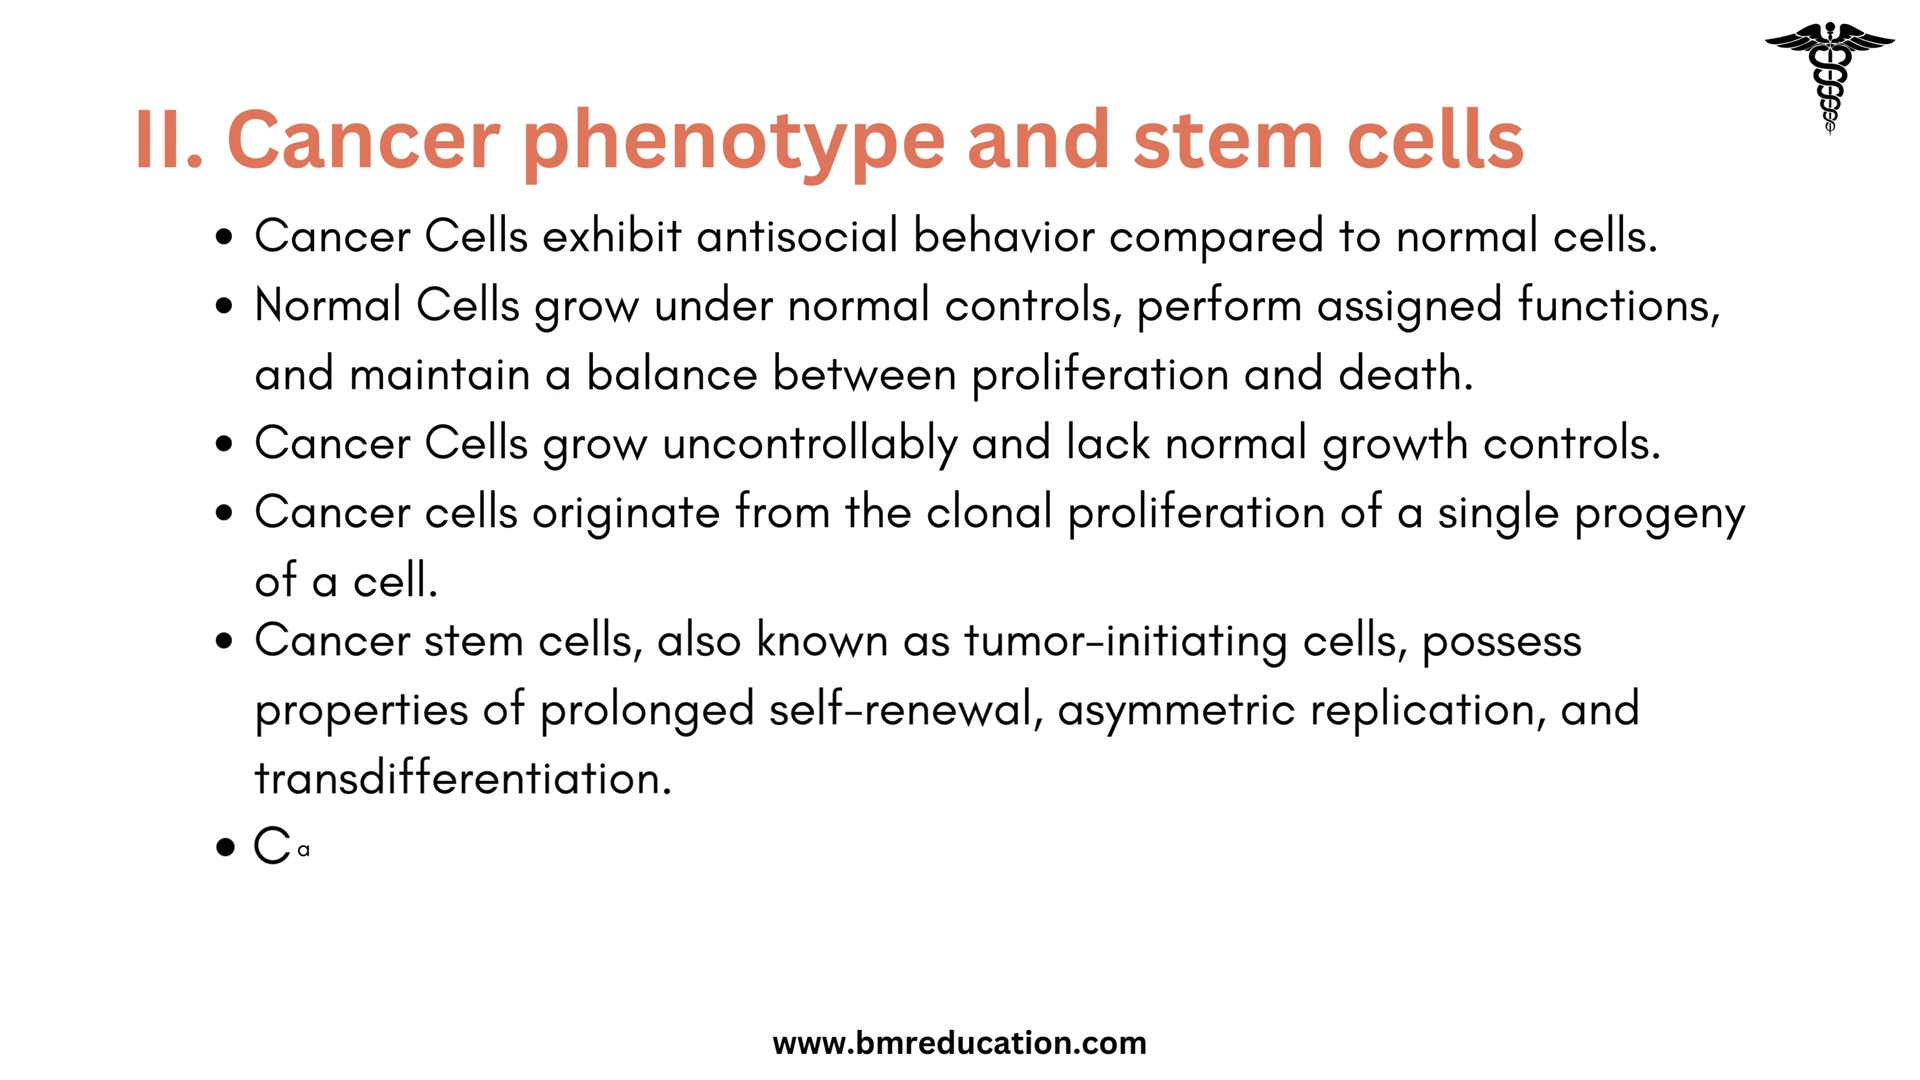 II. Cancer phenotype and stem cells
• Cancer Cells exhibit antisocial behavior compared to normal cells.
• Normal Cells grow under normal controls, perform assigned functions,
and maintain a balance between proliferation and death.
• Cancer Cells grow uncontrollably and lack normal growth controls.
• Cancer cells originate from the clonal proliferation of a single progeny
of a cell.
• Cancer stem cells, also known as tumor-initiating cells, possess
properties of prolonged self-renewal, asymmetric replication, and
transdifferentiation.
• Ca
www.bmreducation.com